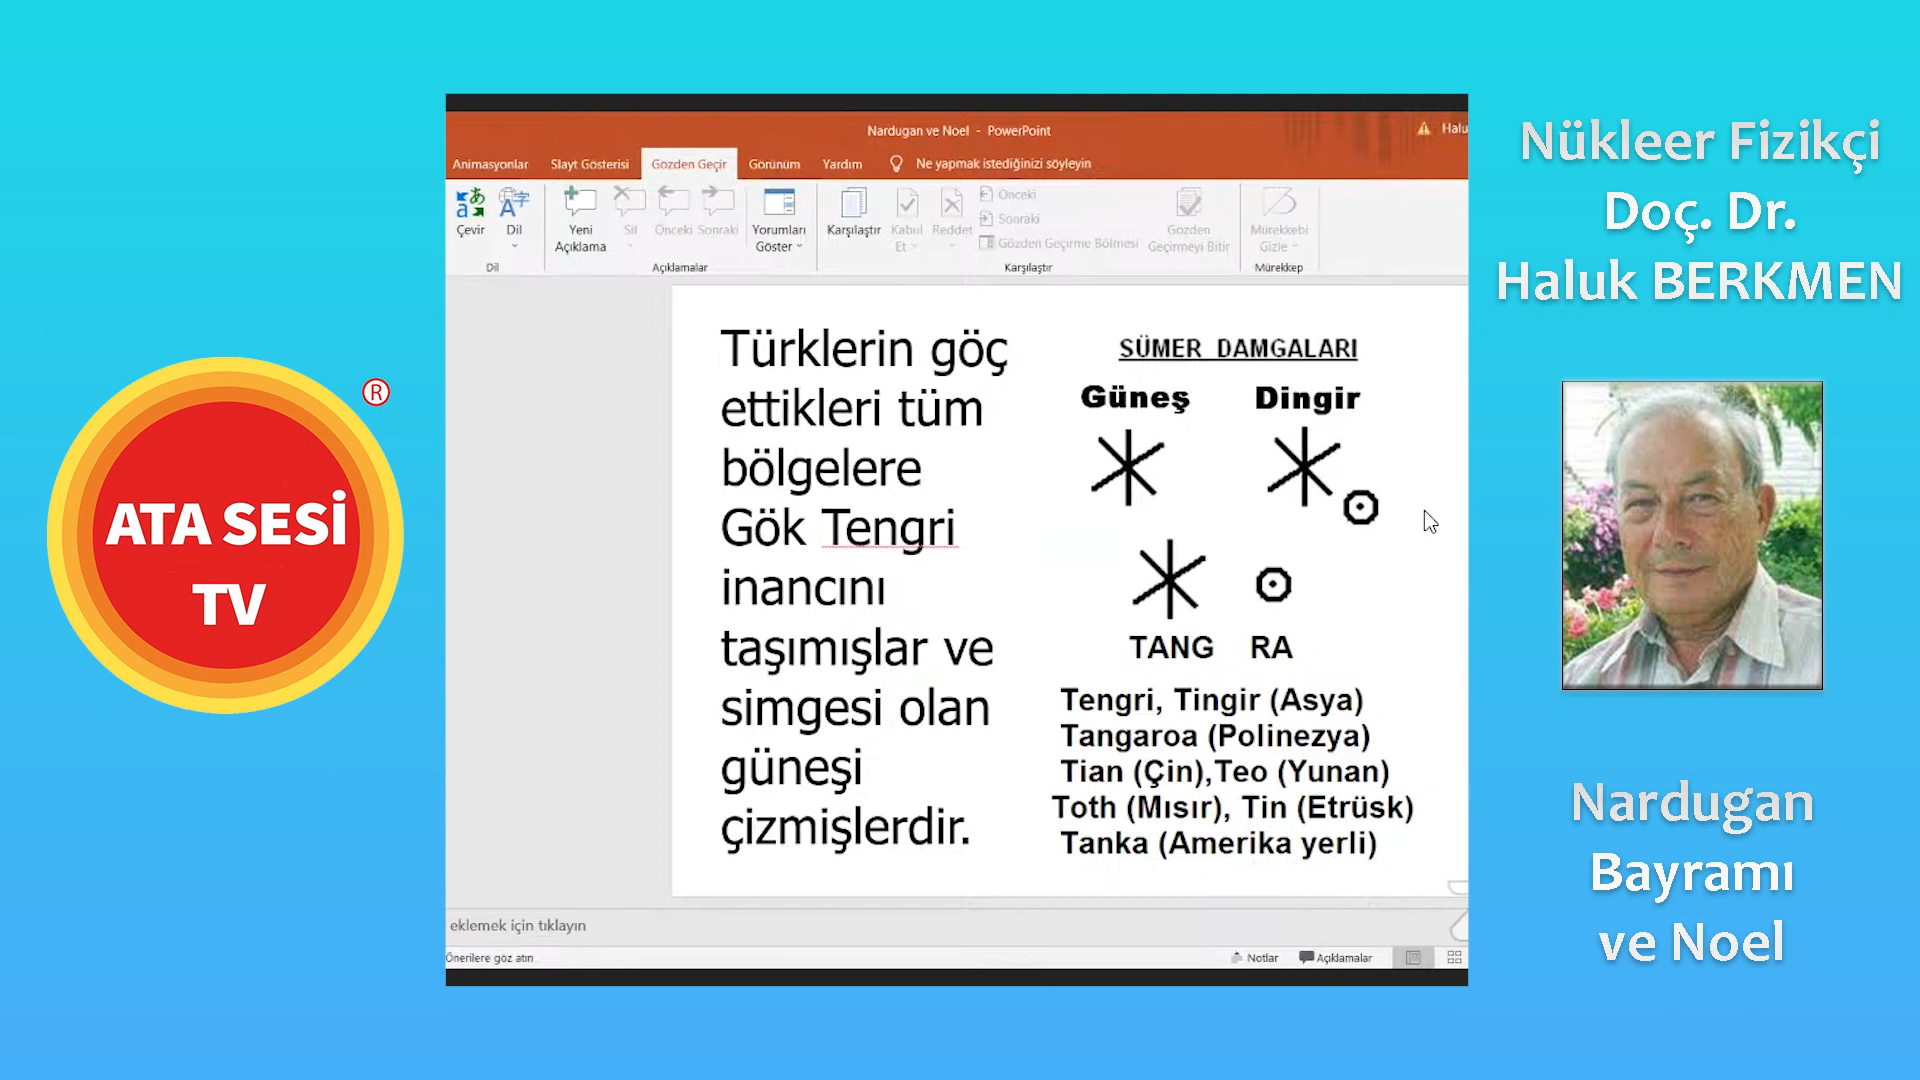 Nardugan ve Noel - PowerPoint
Halu
Animasyonlar Slayt Gösterisi Gözden Geçir Görünüm Yardım Ne yapmak istediğinizi söyleyin
Çevir
Dil
Dil
Yeni
Açıklama
Sil
Önceki
Sonraki
Yorumları
Göster
Açıklamalar
Karşılaştır
Kabul
Et
Reddet
Önceki
Sonraki
Gözden Geçirme Bölmesi
Gözden
Geçirmeyi Bitir
Karşılaştır
Mürekkebi
Gizle
Mürekkep
Türklerin göç
ettikleri tüm
bölgelere
Gök Tengri
inancını
taşımışlar ve
simgesi olan
güneşi
çizmişlerdir.
SÜMER DAMGALARI
Güneş Dingir
TANG RA
Tengri, Tingir (Asya)
Tangaroa (Polinezya)
Tian (Çin),Teo (Yunan)
Toth (Mısır), Tin (Etrüsk)
Tanka (Amerika yerli)
eklemek için tıklayın
Önerilere göz atın
Notlar Açıklamalar
ATA SESİ
TV
®
Nükleer Fizikçi
Doç. Dr.
Haluk BERKMEN
Nardugan
Bayramı
ve Noel